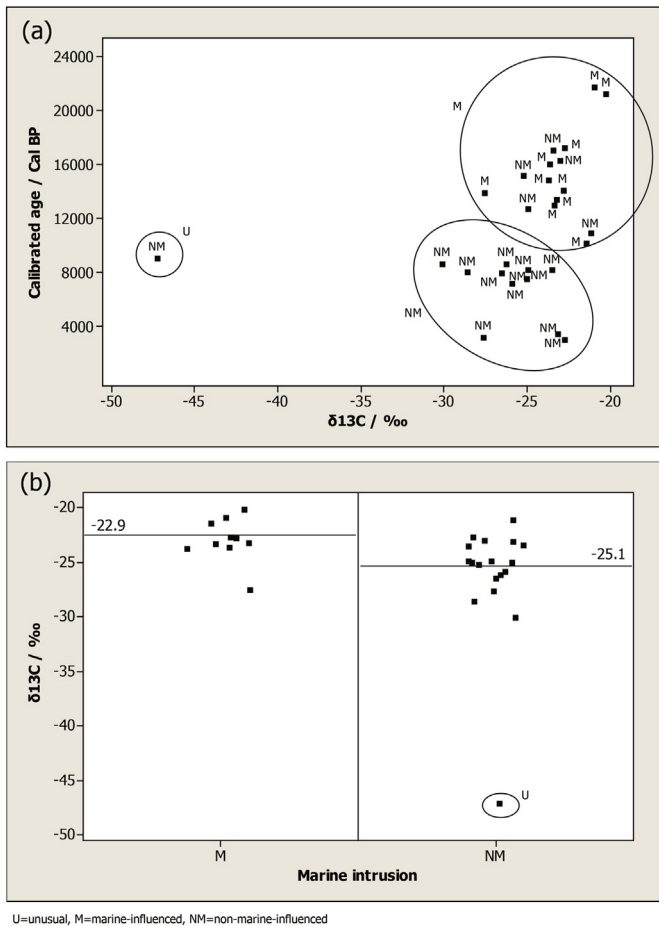 (a)
24000
20000
16000
12000
8000
4000
Calibrated age / Cal BP
M
M
M
NM
M
M
NM
NM
M
M
M
NM
M
M
NM
M
U
NM
NM
NM
NM
NM
NM
NM
NM
NM
NM
NM
NM
NM
NM
-50
-45
-40
-35
-30
-25
-20
δ13C / ‰
(b)
-20
-25
-30
-35
-40
-45
-50
δ13C / ‰
-22.9
-25.1
U
M
NM
Marine intrusion
U=unusual, M=marine-influenced, NM=non-marine-influenced